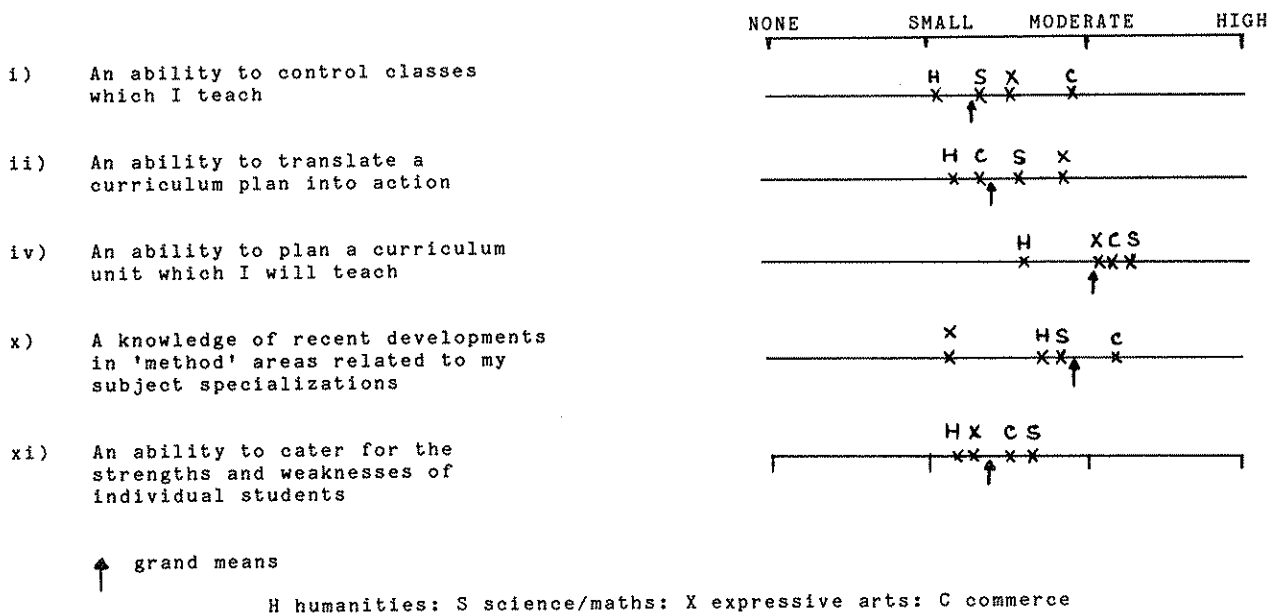 NONE SMALL MODERATE HIGH
i) An ability to control classes
which I teach
H S X C
ii) An ability to translate a
curriculum plan into action
H C S X
iv) An ability to plan a curriculum
unit which I will teach
H X C S
x) A knowledge of recent developments
in 'method' areas related to my
subject specializations
X H S C
xi) An ability to cater for the
strengths and weaknesses of
individual students
H X C S
grand means
H humanities: S science/maths: X expressive arts: C commerce